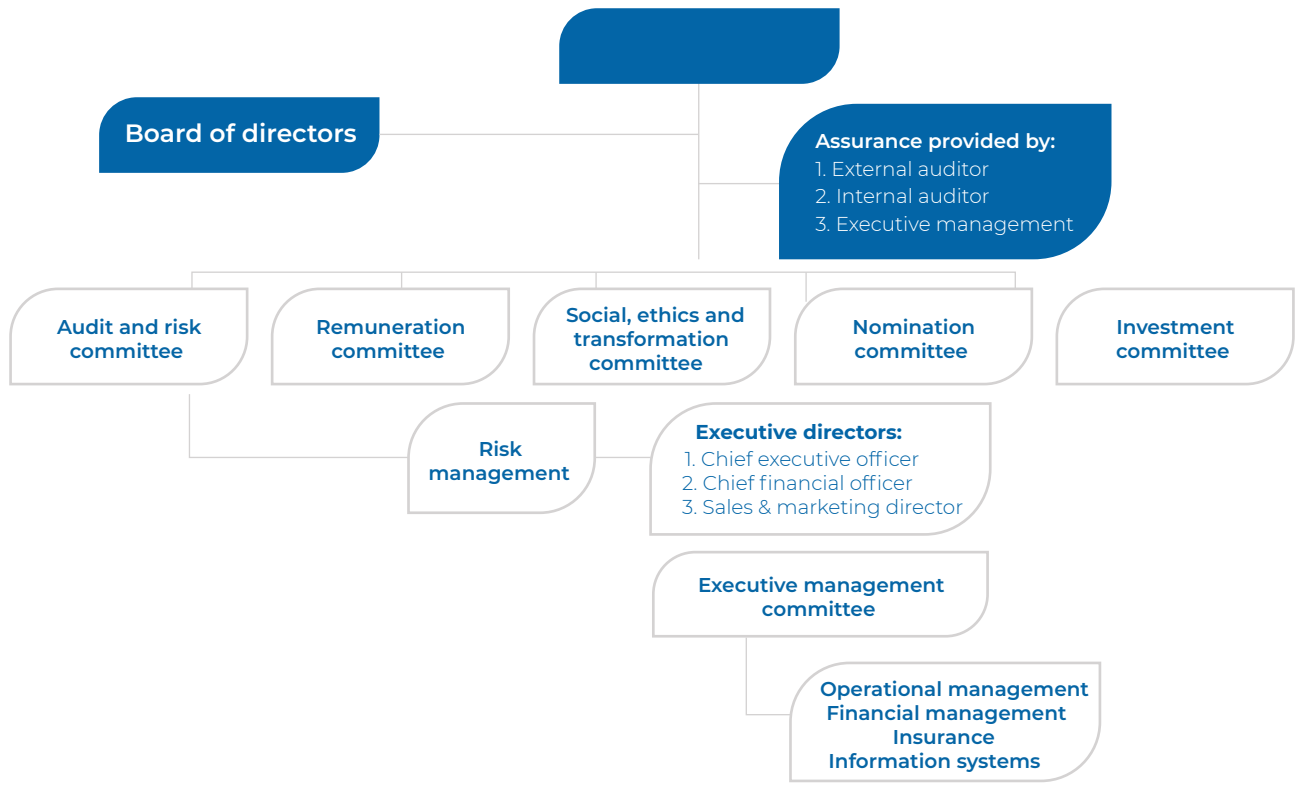 Board of directors
Assurance provided by:
1. External auditor
2. Internal auditor
3. Executive management
Audit and risk
committee
Remuneration
committee
Social, ethics and
transformation
committee
Nomination
committee
Investment
committee
Risk
management
Executive directors:
1. Chief executive officer
2. Chief financial officer
3. Sales & marketing director
Executive management
committee
Operational management
Financial management
Insurance
Information systems